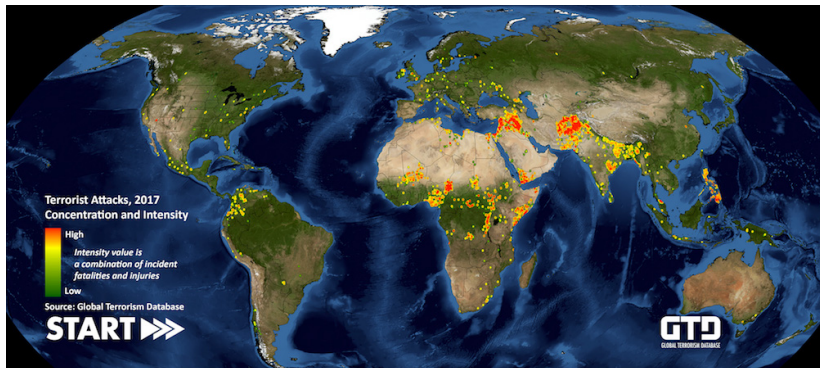 Terrorist Attacks, 2017
Concentration and Intensity
High
Intensity value is
a combination of incident
fatalities and injuries
Low
Source: Global Terrorism Database
START
GTD
GLOBAL TERRORISM DATABASE